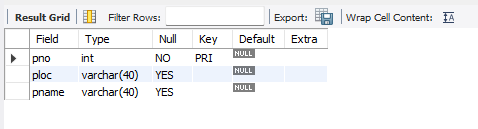 Result Grid Filter Rows: Export: Wrap Cell Content: IA
Field Type Null Key Default Extra
pno int NO PRI NULL
ploc varchar(40) YES NULL
pname varchar(40) YES NULL